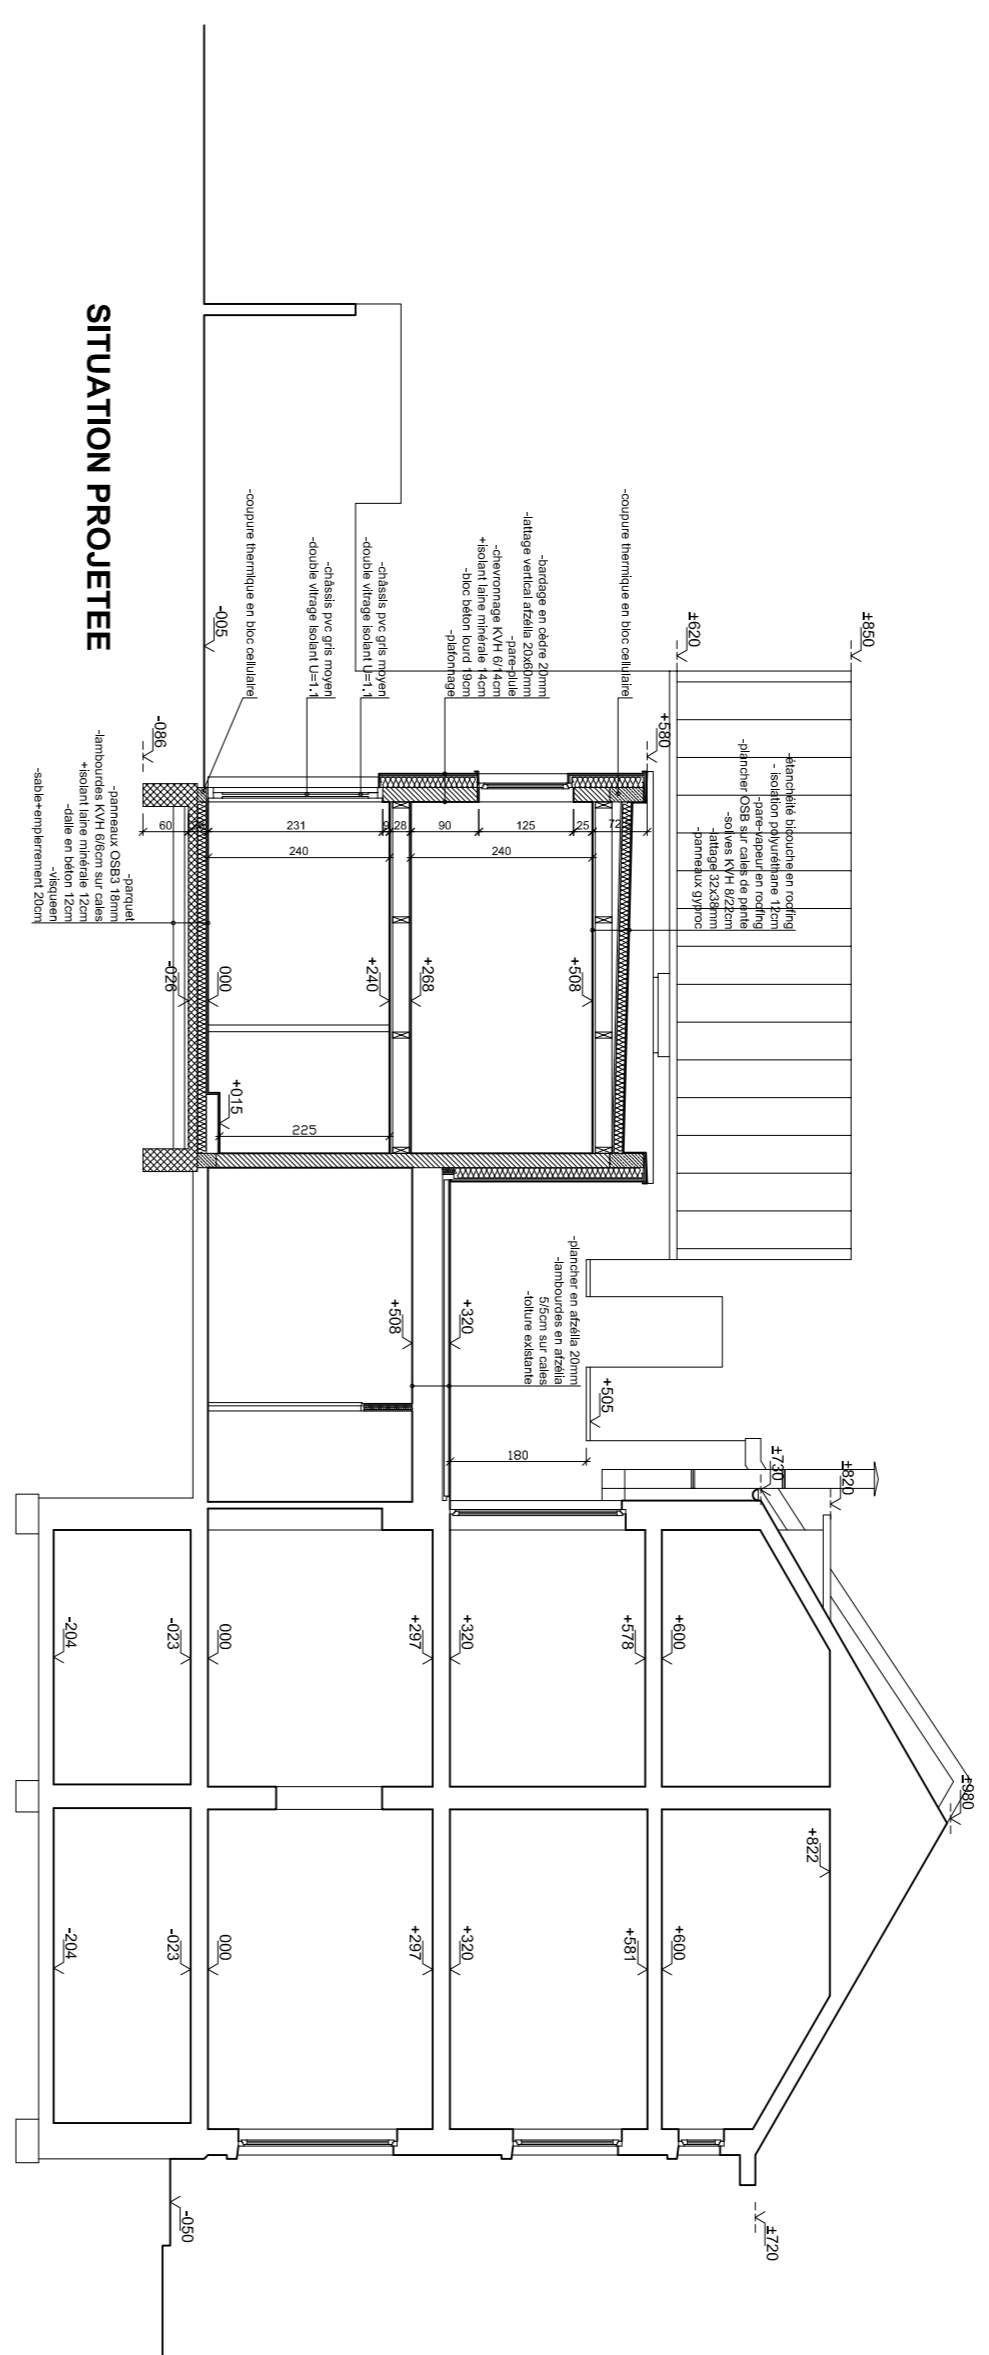 ±850
±620
+580
-étanchéité bicouche en roofing
- isolation polyuréthane 12cm
-pare-vapeur en roofing
-plancher OSB sur cales de pente
-solives KVH 8/22cm
-lattage 32x38mm
-panneaux gyproc
-coupure thermique en bloc cellulaire
-bardage en cèdre 20mm
-lattage vertical afzélia 20x60mm
-pare-pluie
-chevronnage KVH 6/14cm
+isolant laine minérale 14cm
-bloc béton lourd 19cm
-plafonnage
-châssis pvc gris moyen
-double vitrage isolant U=1.1
-châssis pvc gris moyen
-double vitrage isolant U=1.1
-coupure thermique en bloc cellulaire
-005
-086
72
25
125
90
28
9
231
60
240
240
+508
+268
+240
000
-026
+015
225
-parquet
-panneaux OSB3 18mm
-lambourdes KVH 6/6cm sur cales
+isolant laine minérale 12cm
-dalle en béton 12cm
-visqueen
-sable+empierrement 20cm
-plancher en afzélia 20mm
-lambourdes en afzélia
5/5cm sur cales
-toiture existante
+320
+508
+505
180
±730
±820
±980
+600
+578
+320
+297
000
-023
-204
+822
+600
+581
+320
+297
000
-023
-204
±720
-050
SITUATION PROJETEE